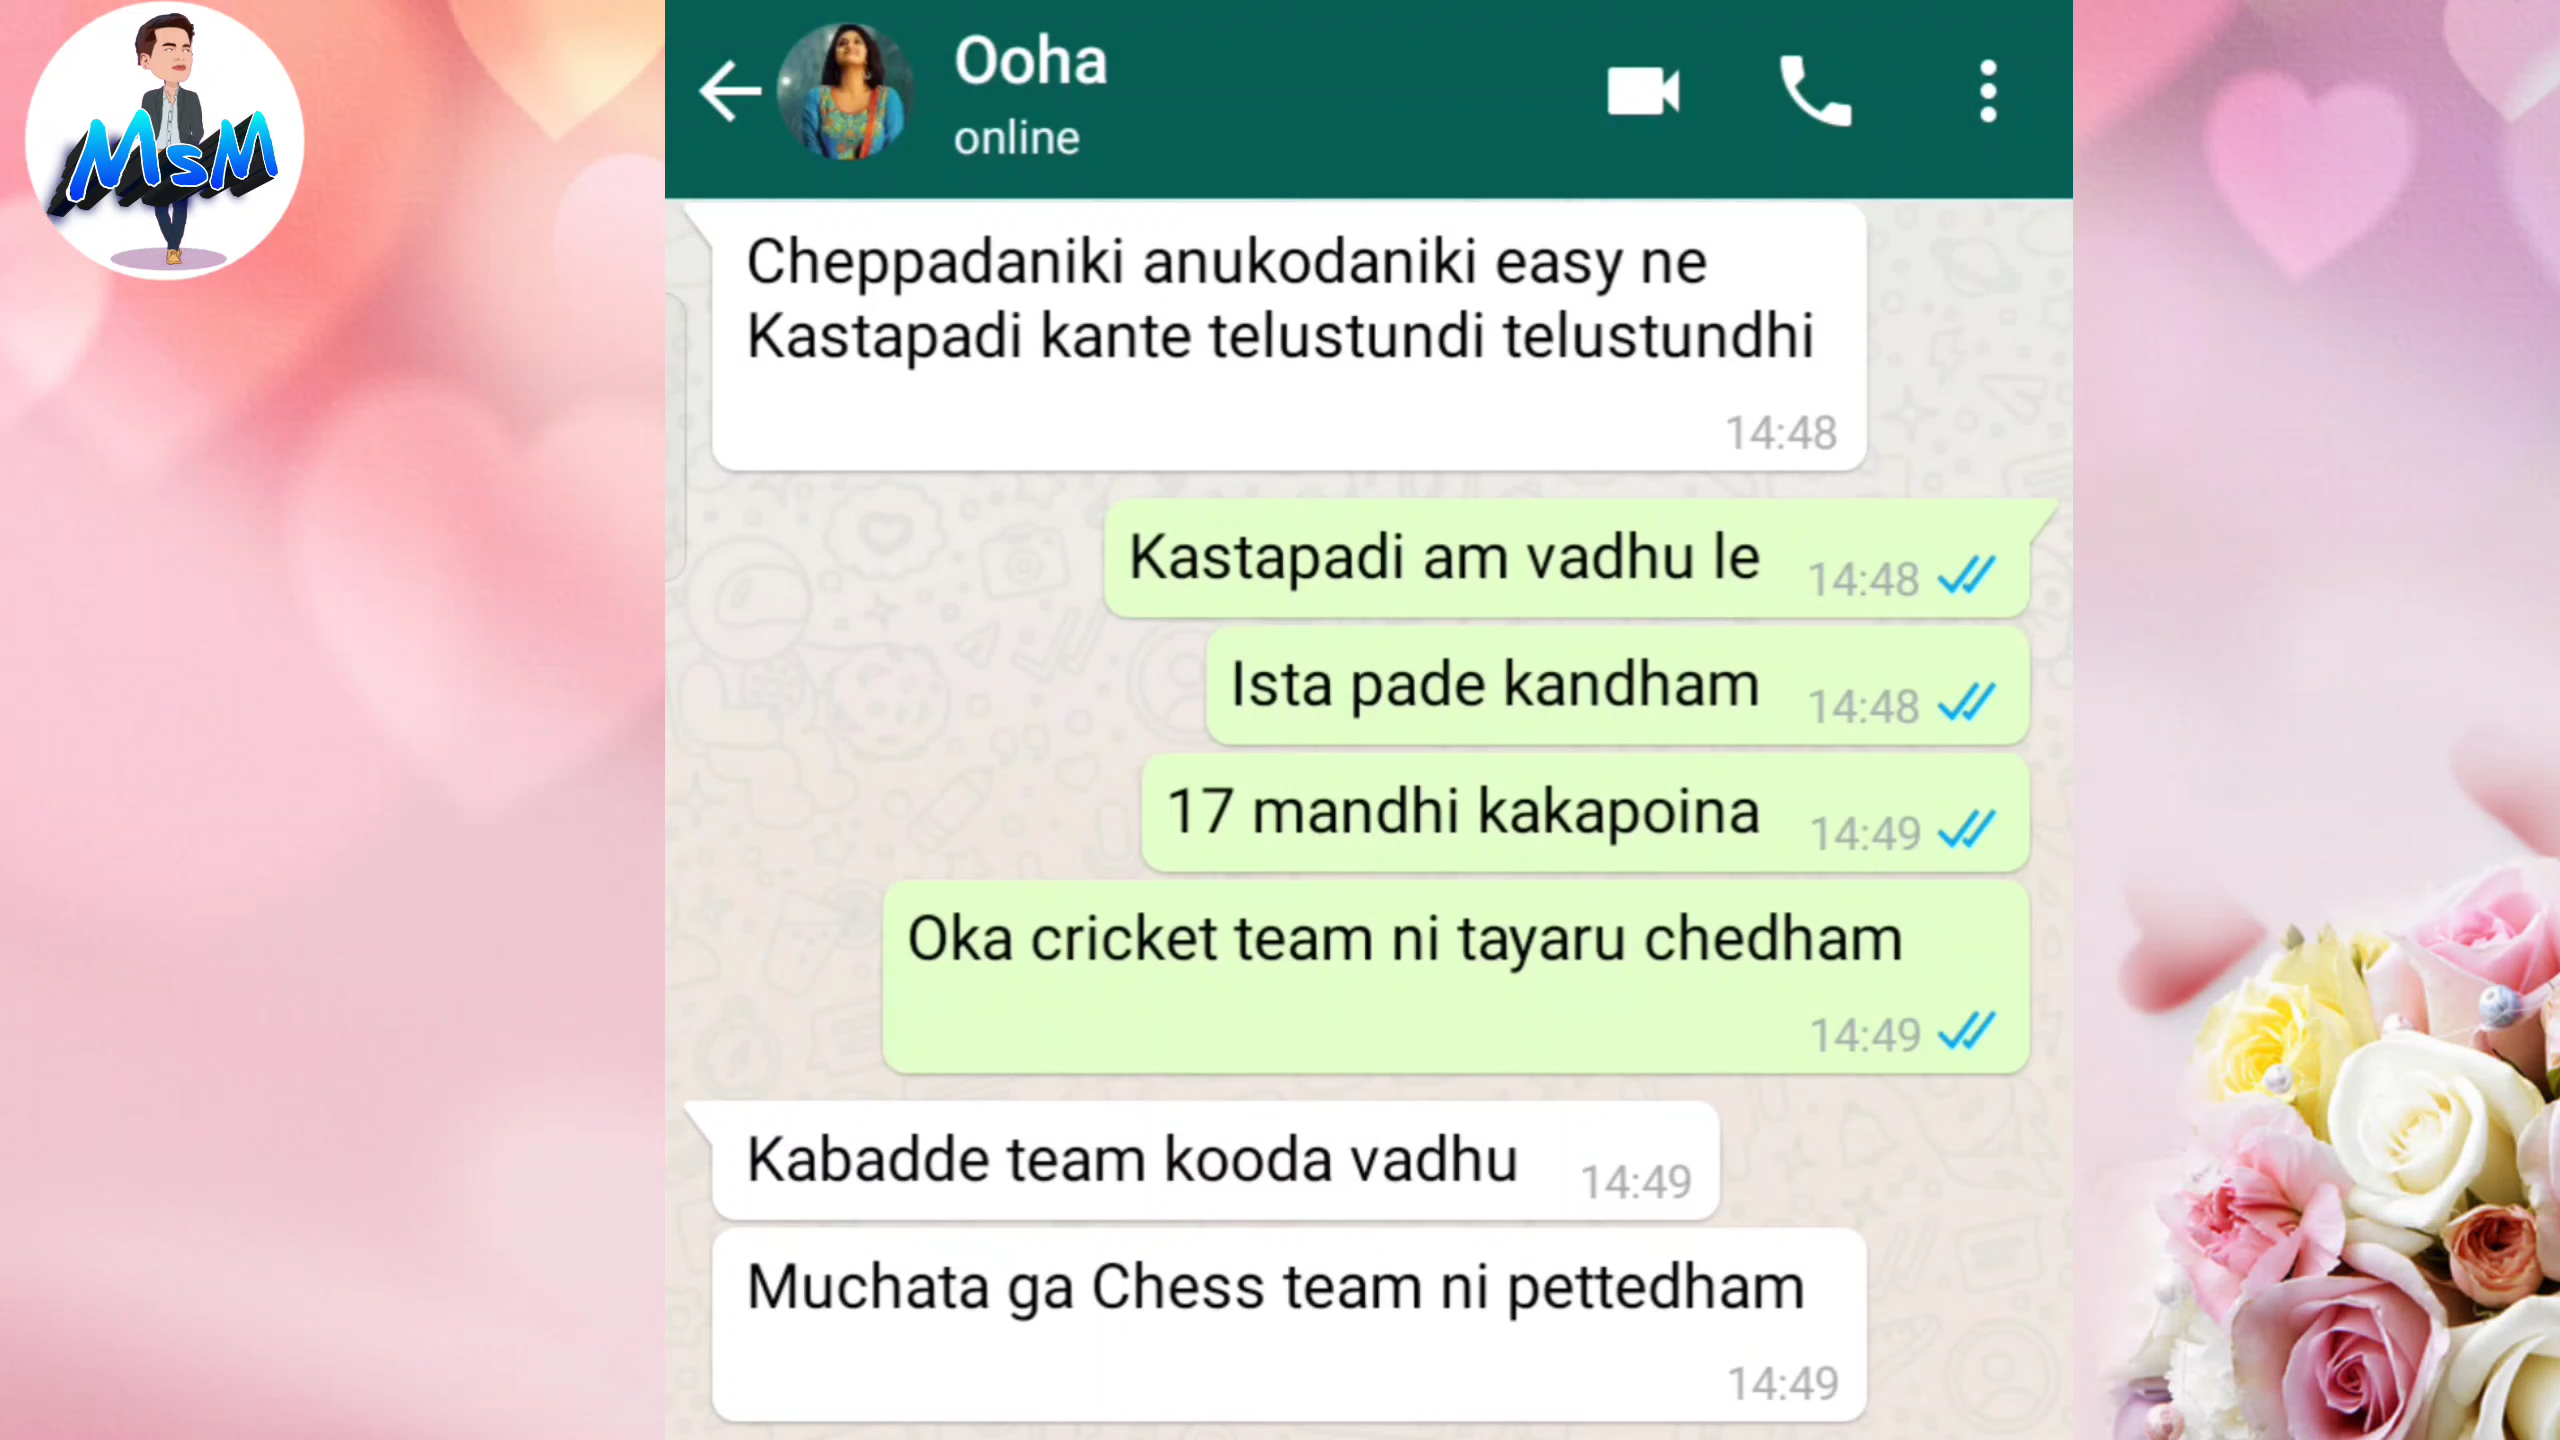 MsM
Ooha
online
Cheppadaniki anukodaniki easy ne
Kastapadi kante telustundi telustundhi
14:48
Kastapadi am vadhu le 14:48
Ista pade kandham 14:48
17 mandhi kakapoina 14:49
Oka cricket team ni tayaru chedham
14:49
Kabadde team kooda vadhu 14:49
Muchata ga Chess team ni pettedham
14:49